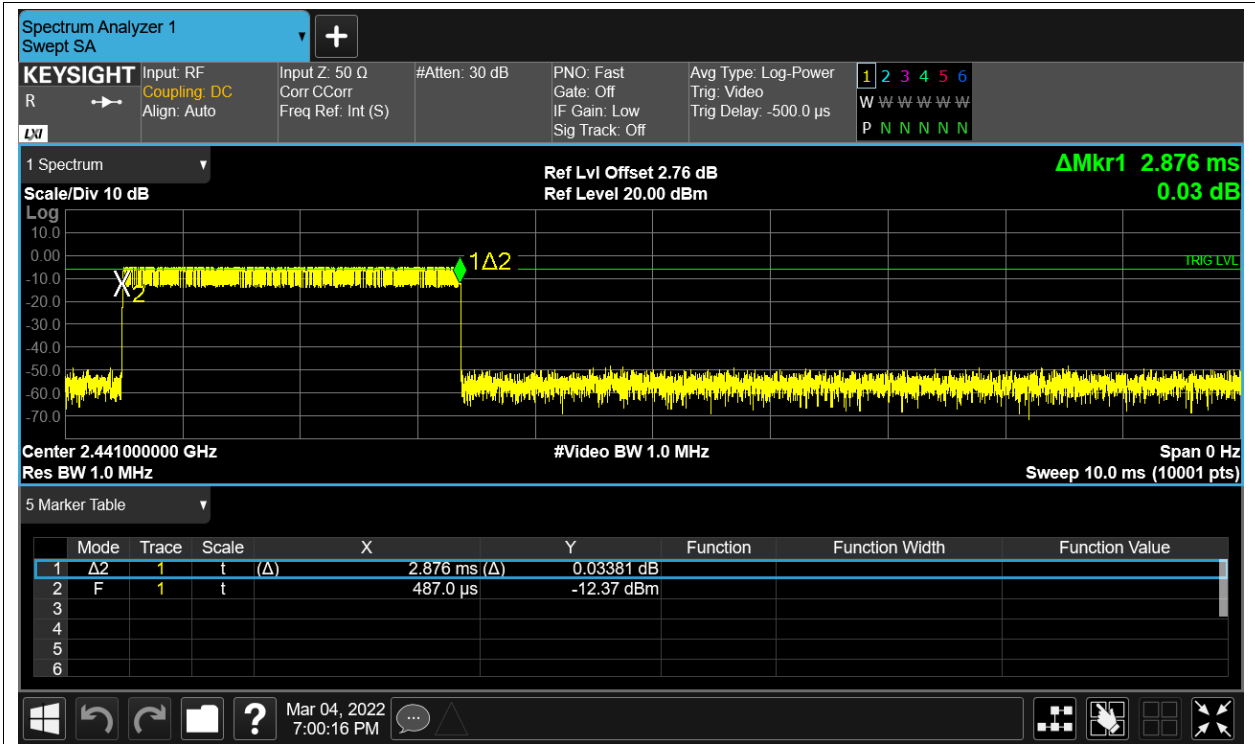 Spectrum Analyzer 1
Swept SA
KEYSIGHT
R
LXI
Input: RF
Coupling: DC
Align: Auto
Input Z: 50 Ω
Corr CCorr
Freq Ref: Int (S)
#Atten: 30 dB
PNO: Fast
Gate: Off
IF Gain: Low
Sig Track: Off
Avg Type: Log-Power
Trig: Video
Trig Delay: -500.0 µs
1 2 3 4 5 6
W W W W W W
P N N N N N
1 Spectrum
Scale/Div 10 dB
Ref Lvl Offset 2.76 dB
Ref Level 20.00 dBm
ΔMkr1 2.876 ms
0.03 dB
Log
10.0
0.00
-10.0
-20.0
-30.0
-40.0
-50.0
-60.0
-70.0
1Δ2
X2
TRIG LVL
Center 2.441000000 GHz
Res BW 1.0 MHz
#Video BW 1.0 MHz
Span 0 Hz
Sweep 10.0 ms (10001 pts)
5 Marker Table
Mode Trace Scale X Y Function Function Width Function Value
1 Δ2 1 t (Δ) 2.876 ms (Δ) 0.03381 dB
2 F 1 t 487.0 µs -12.37 dBm
3
4
5
6
?
Mar 04, 2022
7:00:16 PM